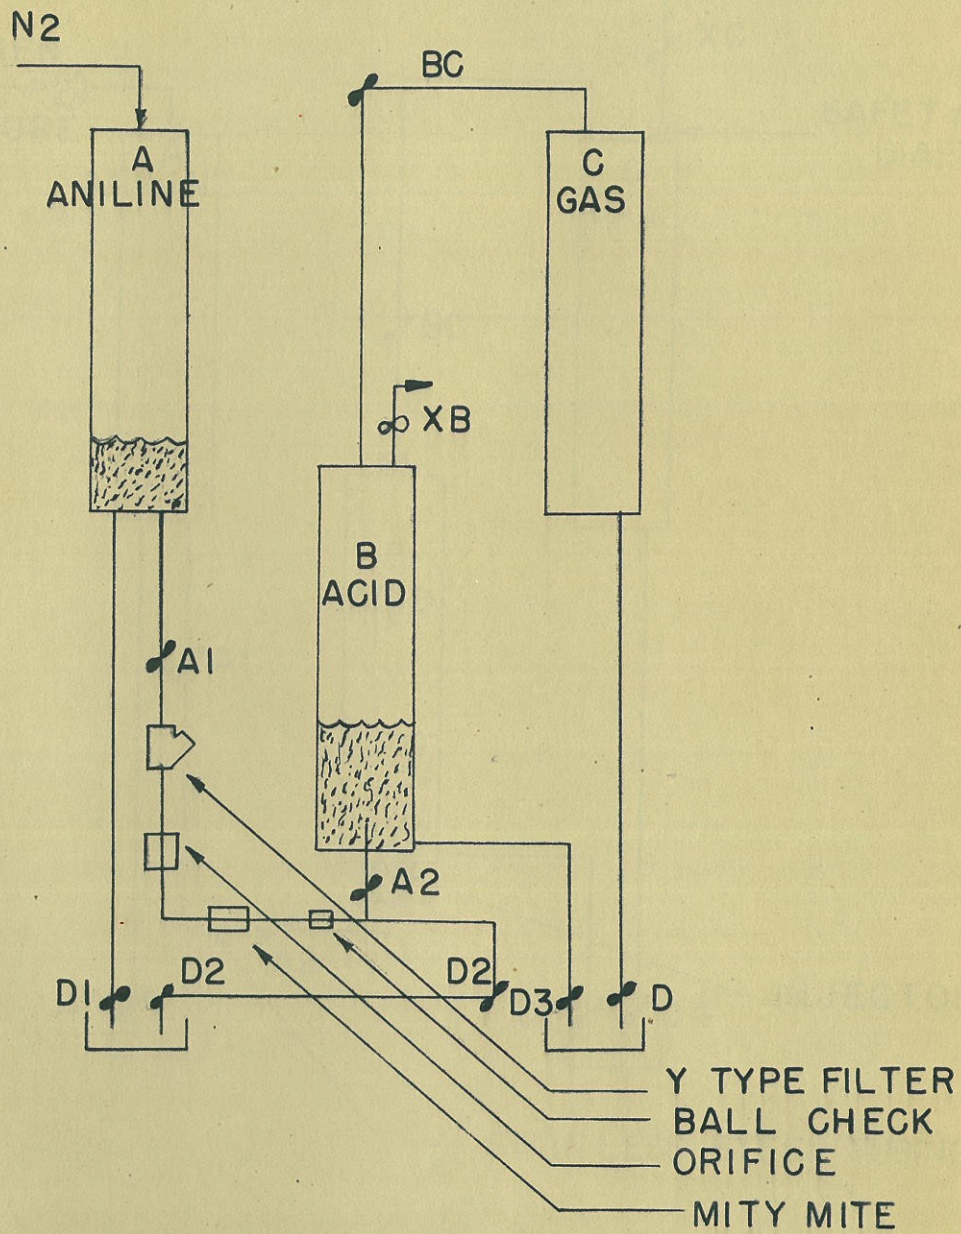 N2
BC
A
ANILINE
C
GAS
XB
B
ACID
A1
A2
D1
D2
D2
D3
D
Y TYPE FILTER
BALL CHECK
ORIFICE
MITY MITE